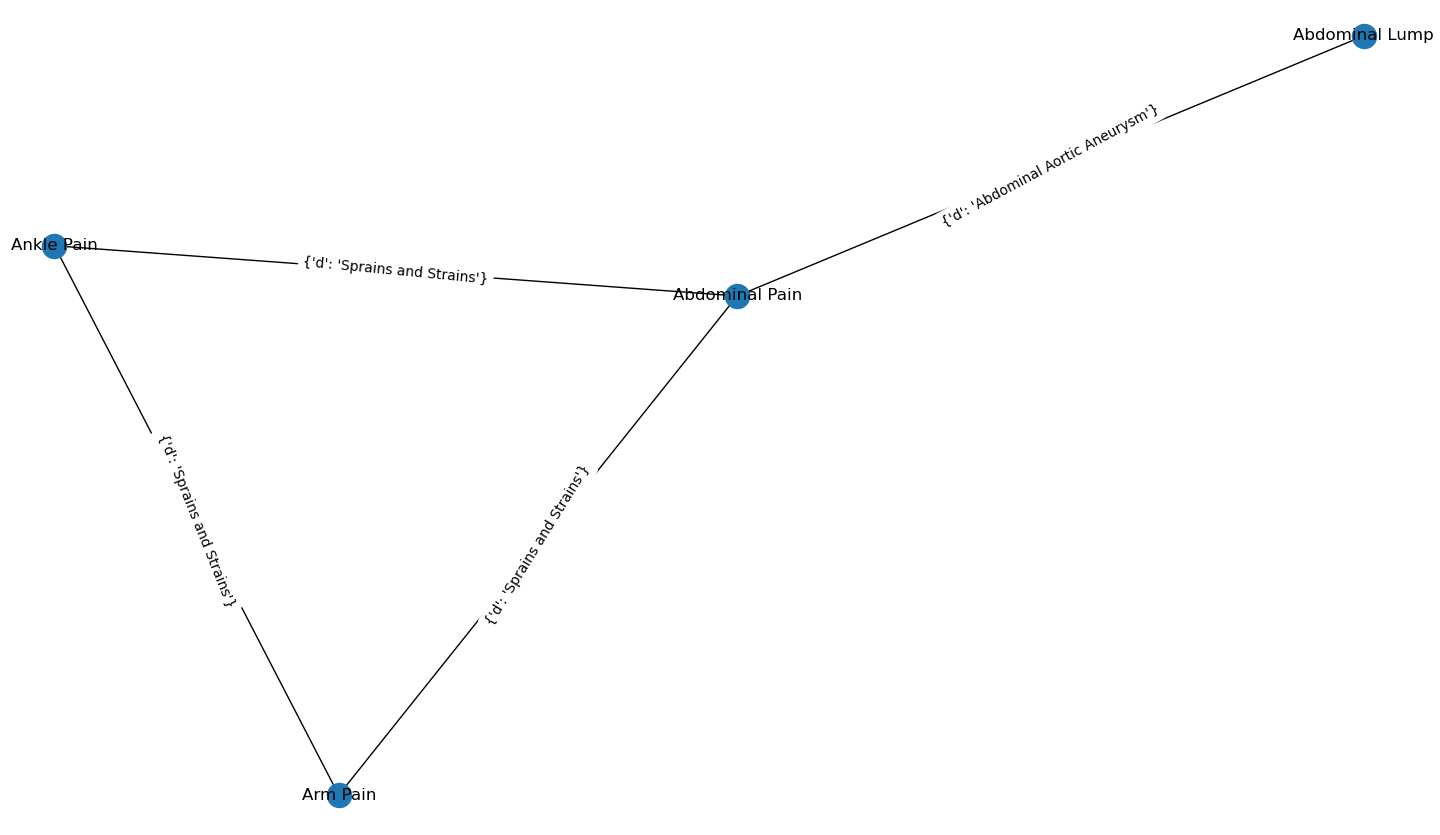 Abdominal Lump
{'d': 'Abdominal Aortic Aneurysm'}
Ankle Pain
{'d': 'Sprains and Strains'}
Abdominal Pain
{'d': 'Sprains and Strains'}
{'d': 'Sprains and Strains'}
Arm Pain